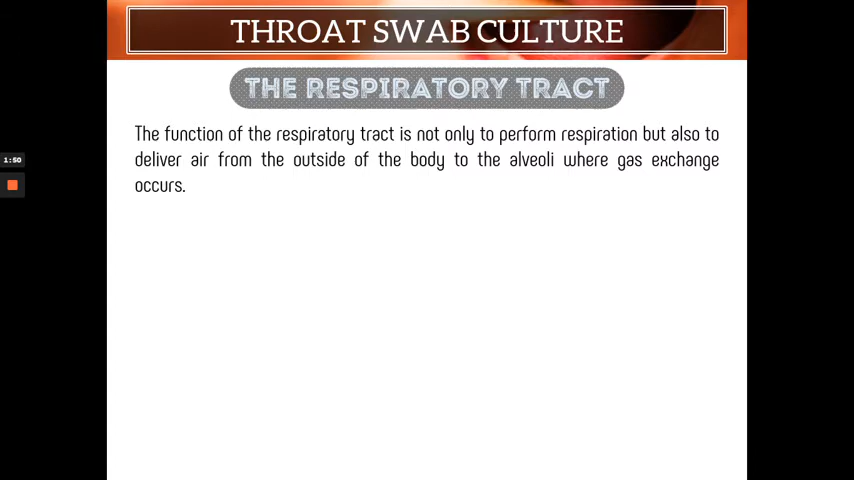 THROAT SWAB CULTURE
THE RESPIRATORY TRACT
The function of the respiratory tract is not only to perform respiration but also to
deliver air from the outside of the body to the alveoli where gas exchange
occurs.
1:50